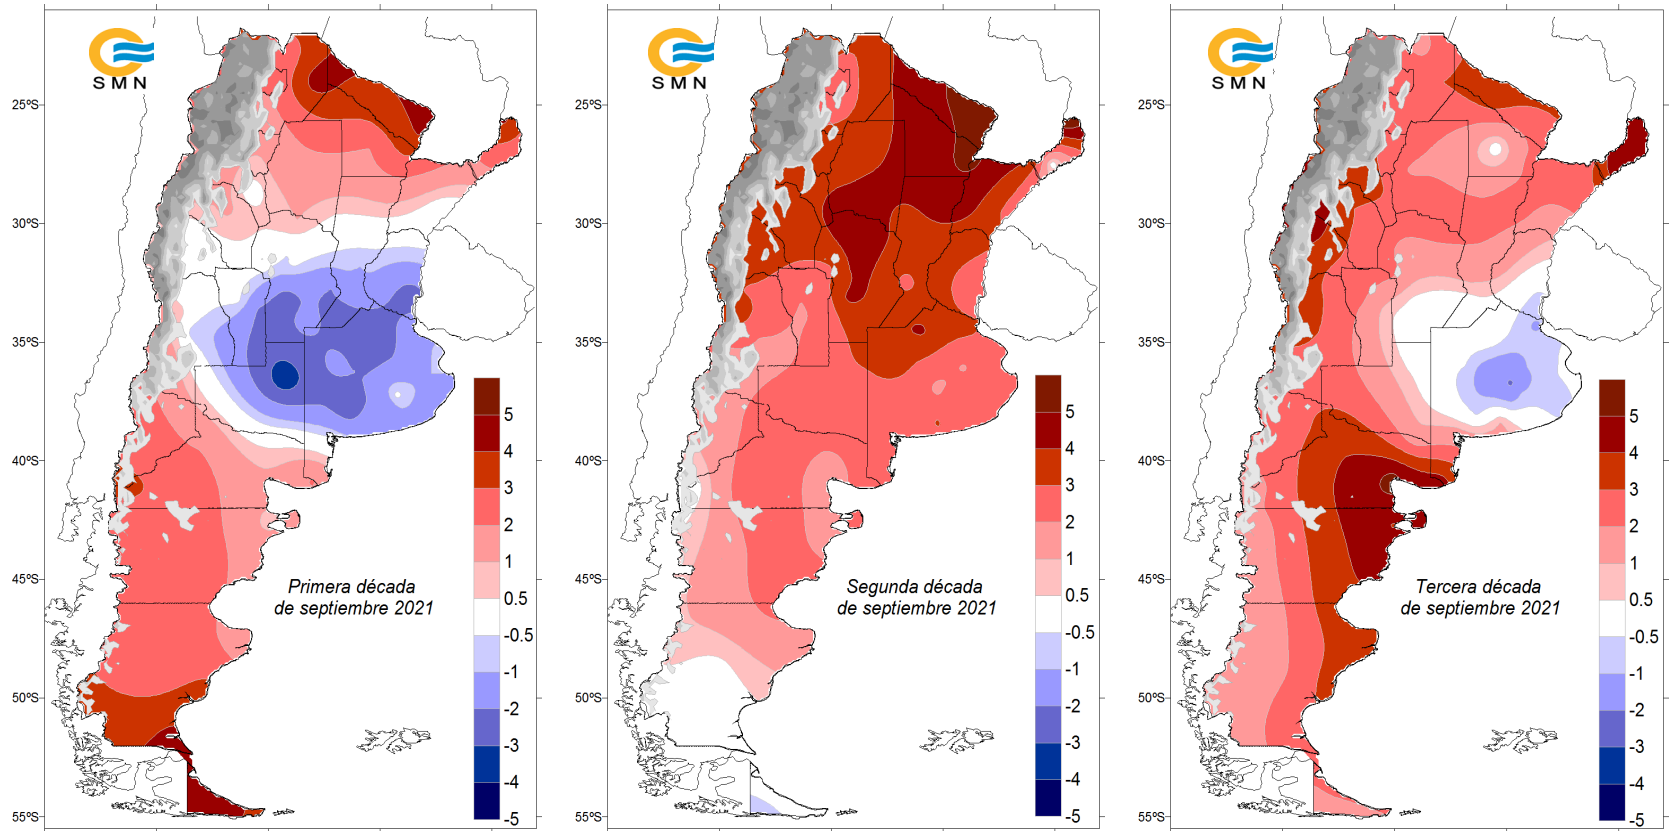 SMN
25ºS
30ºS
35ºS
40ºS
45ºS
50ºS
55ºS
Primera década
de septiembre 2021
5
4
3
2
1
0.5
-0.5
-1
-2
-3
-4
-5
SMN
25ºS
30ºS
35ºS
40ºS
45ºS
50ºS
55ºS
Segunda década
de septiembre 2021
5
4
3
2
1
0.5
-0.5
-1
-2
-3
-4
-5
SMN
25ºS
30ºS
35ºS
40ºS
45ºS
50ºS
55ºS
Tercera década
de septiembre 2021
5
4
3
2
1
0.5
-0.5
-1
-2
-3
-4
-5